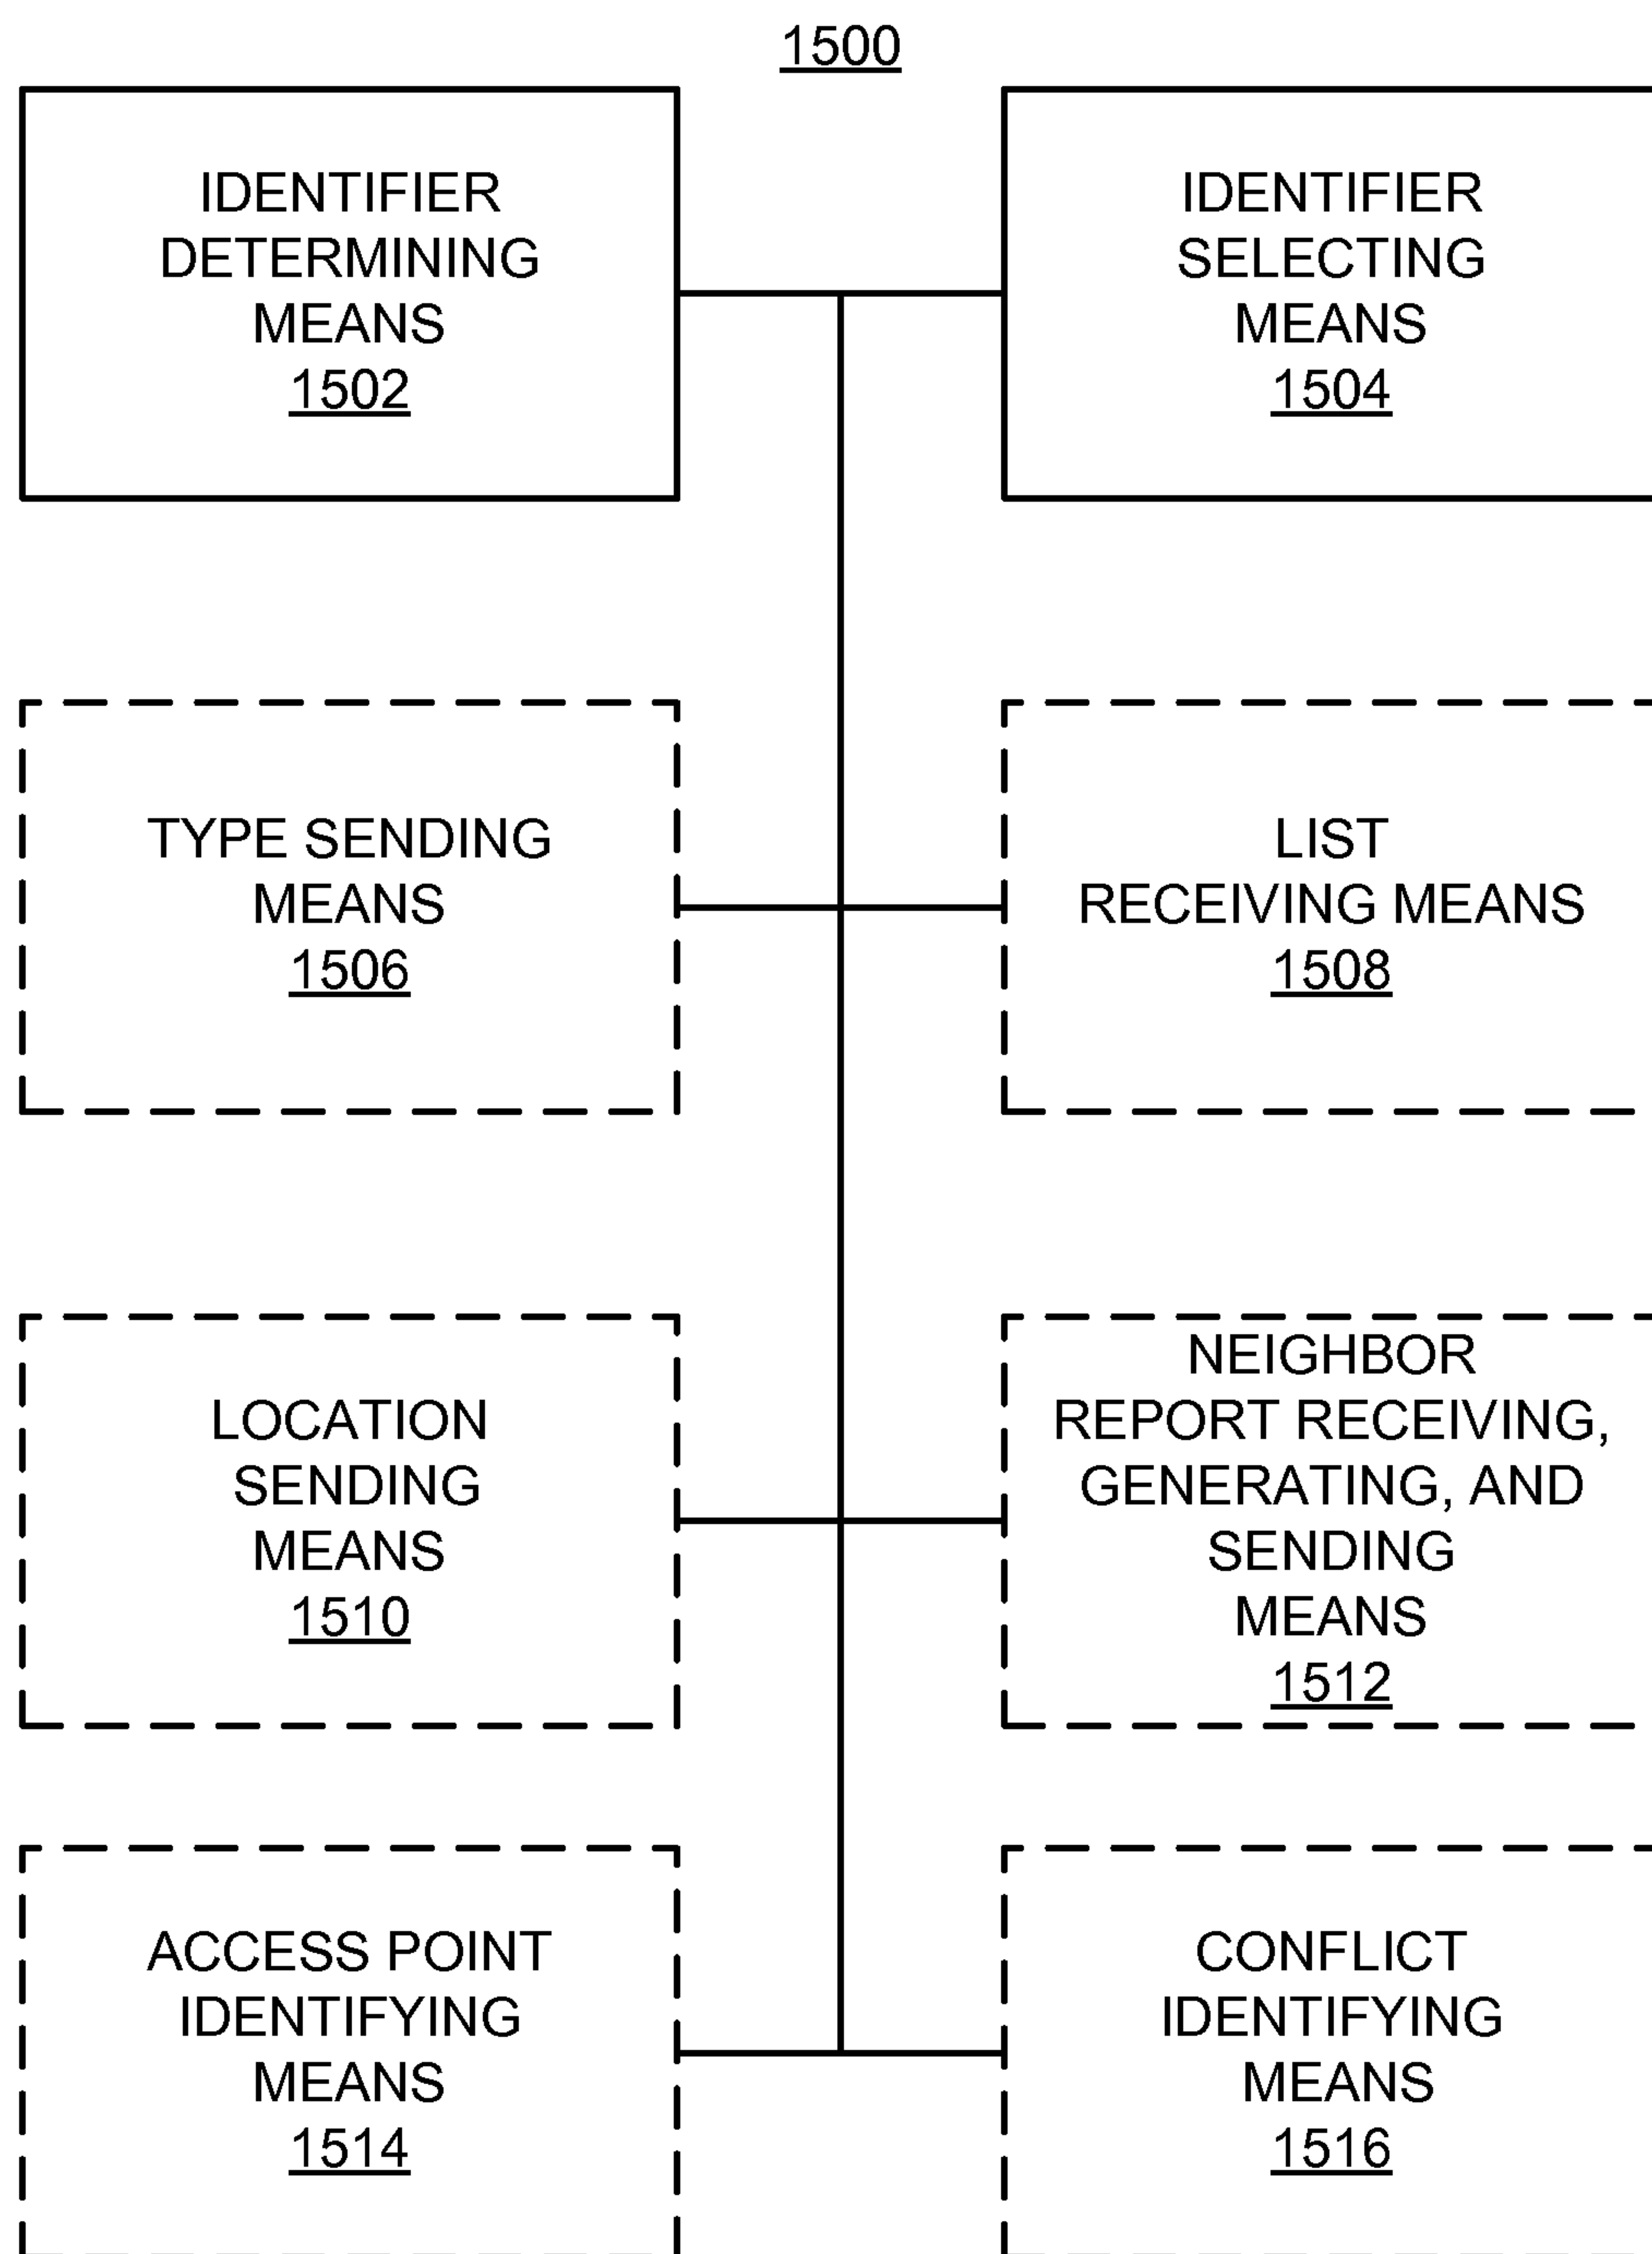 1500
IDENTIFIER
DETERMINING
MEANS
1502
IDENTIFIER
SELECTING
MEANS
1504
TYPE SENDING
MEANS
1506
LIST
RECEIVING MEANS
1508
LOCATION
SENDING
MEANS
1510
NEIGHBOR
REPORT RECEIVING,
GENERATING, AND
SENDING
MEANS
1512
ACCESS POINT
IDENTIFYING
MEANS
1514
CONFLICT
IDENTIFYING
MEANS
1516